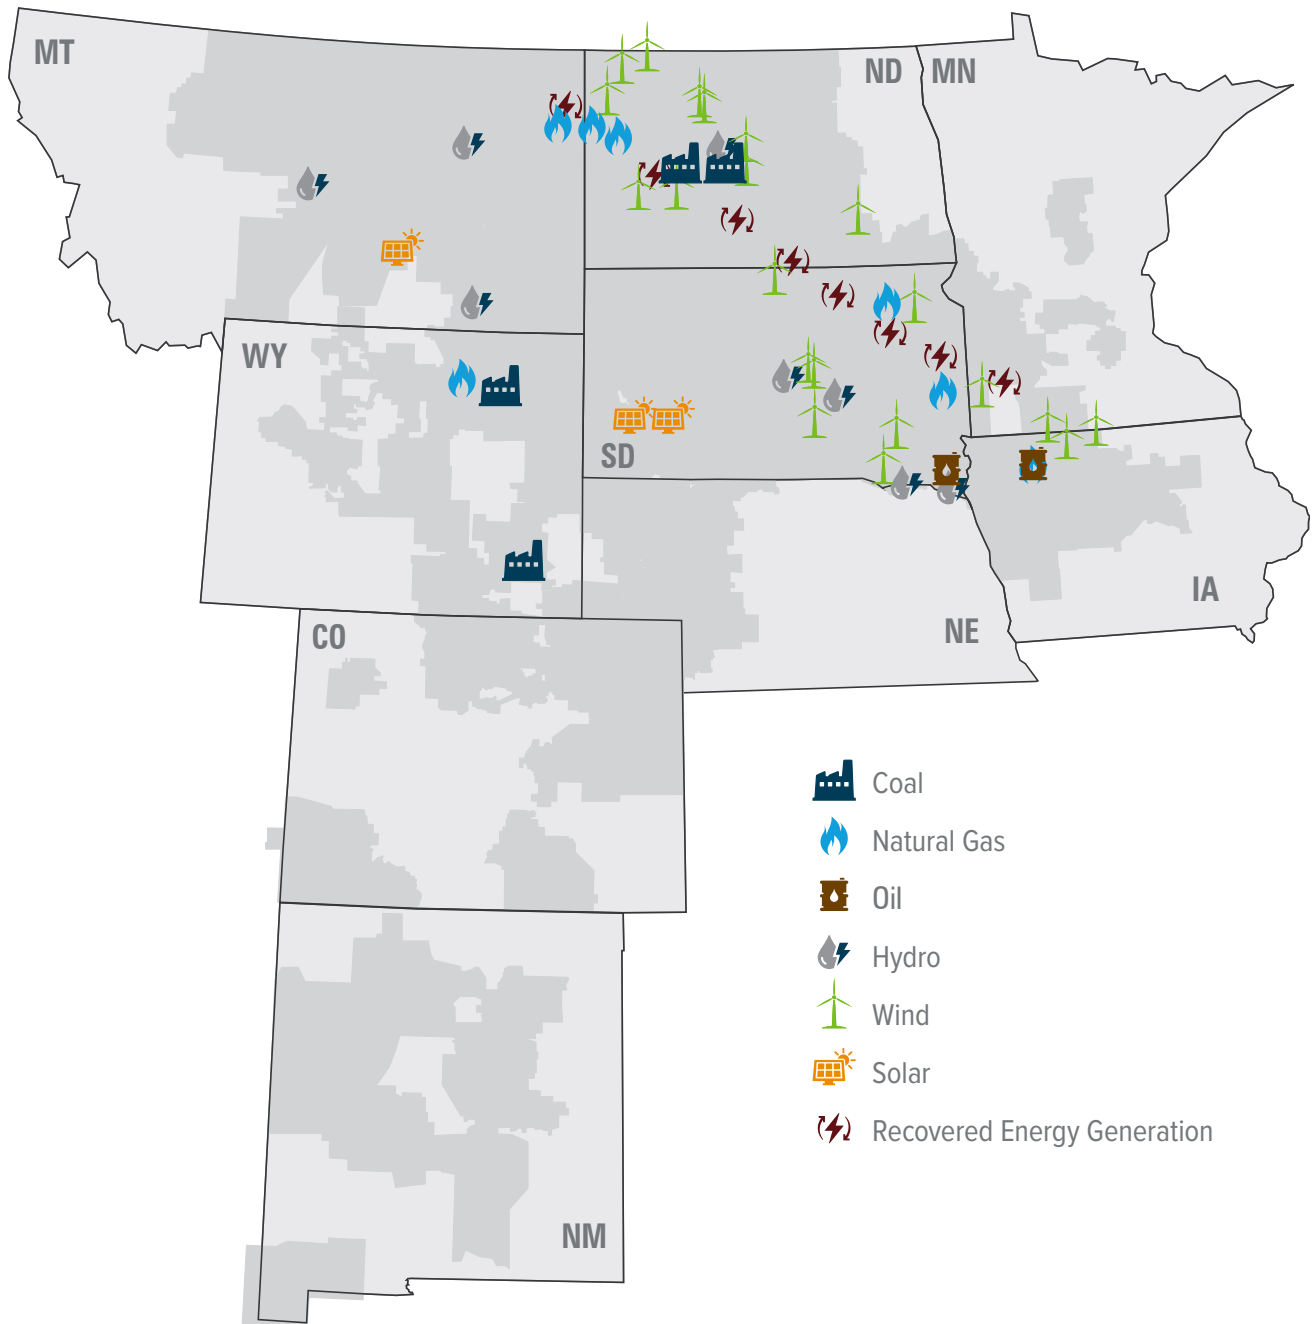 MT
ND
MN
WY
SD
IA
NE
CO
NM
Coal
Natural Gas
Oil
Hydro
Wind
Solar
Recovered Energy Generation